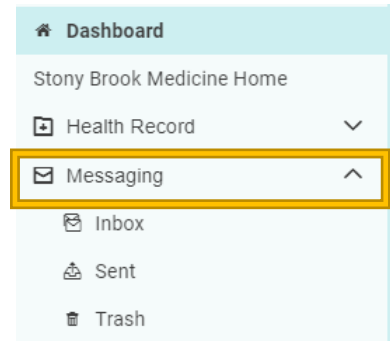 Dashboard
Stony Brook Medicine Home
Health Record
Messaging
Inbox
Sent
Trash